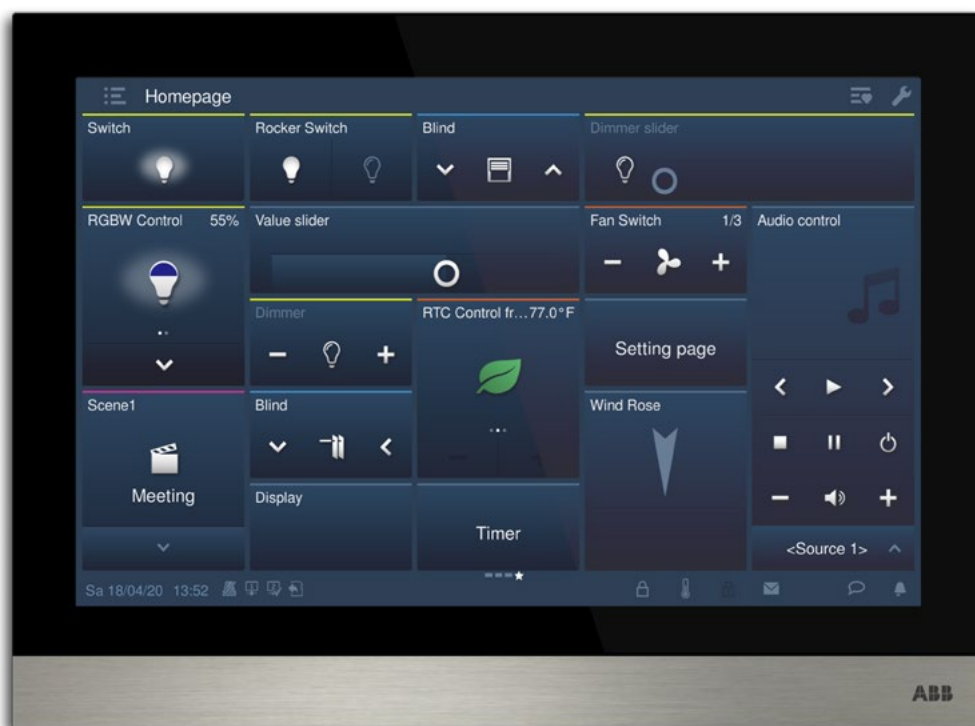 Homepage
Switch
Rocker Switch
Blind
Dimmer slider
RGBW Control 55%
Value slider
Fan Switch 1/3
Audio control
Dimmer
RTC Control fr...77.0°F
Setting page
Scene1
Meeting
Blind
Wind Rose
Display
Timer
<Source 1>
Sa 18/04/20 13:52
ABB